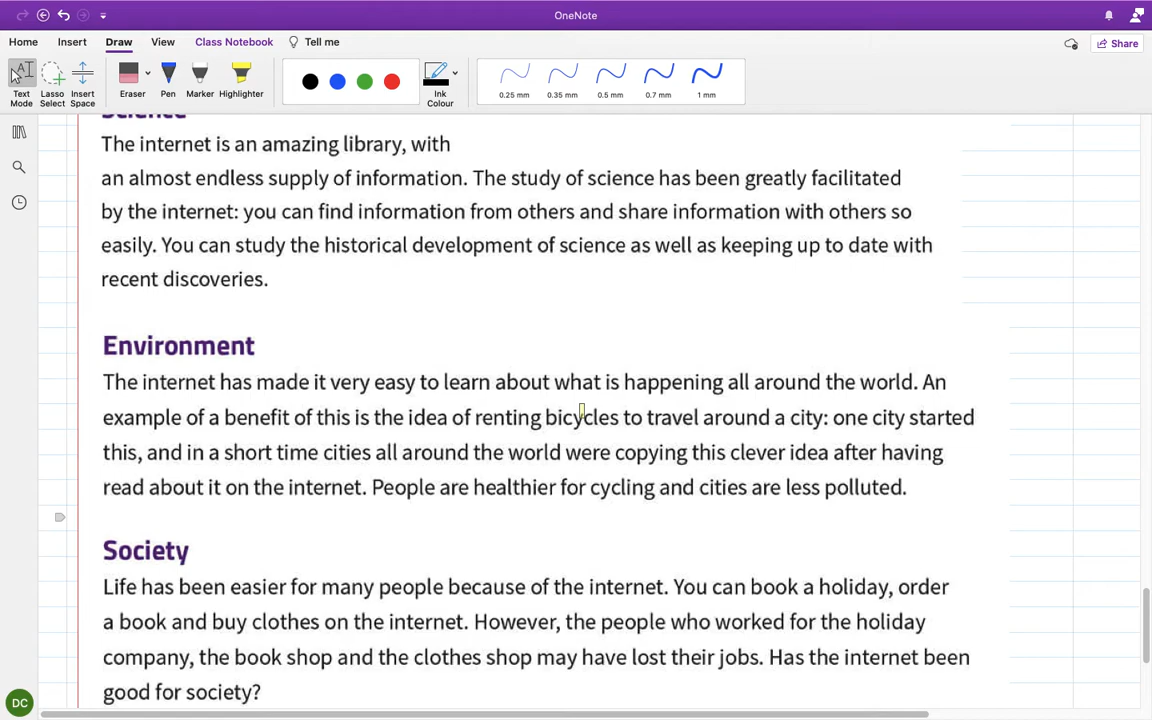 OneNote
Home Insert Draw View Class Notebook Tell me
Share
Text Mode
Lasso Select
Insert Space
Eraser
Pen
Marker
Highlighter
Ink Colour
0.25 mm 0.35 mm 0.5 mm 0.7 mm 1 mm
Science
The internet is an amazing library, with
an almost endless supply of information. The study of science has been greatly facilitated
by the internet: you can find information from others and share information with others so
easily. You can study the historical development of science as well as keeping up to date with
recent discoveries.
Environment
The internet has made it very easy to learn about what is happening all around the world. An
example of a benefit of this is the idea of renting bicycles to travel around a city: one city started
this, and in a short time cities all around the world were copying this clever idea after having
read about it on the internet. People are healthier for cycling and cities are less polluted.
Society
Life has been easier for many people because of the internet. You can book a holiday, order
a book and buy clothes on the internet. However, the people who worked for the holiday
company, the book shop and the clothes shop may have lost their jobs. Has the internet been
good for society?
DC